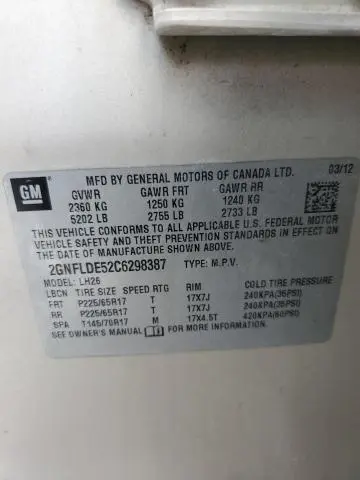 GM
MFD BY GENERAL MOTORS OF CANADA LTD. 03/12
GVWR GAWR FRT GAWR RR
2360 KG 1250 KG 1240 KG
5202 LB 2755 LB 2733 LB
THIS VEHICLE CONFORMS TO ALL APPLICABLE U.S. FEDERAL MOTOR
VEHICLE SAFETY AND THEFT PREVENTION STANDARDS IN EFFECT ON
THE DATE OF MANUFACTURE SHOWN ABOVE.
2GNFLDE52C6298387 TYPE: M.P.V.
MODEL: LH26
LBCN TIRE SIZE SPEED RTG RIM COLD TIRE PRESSURE
FRT P225/65R17 T 17X7J 240KPA(35PSI)
RR P225/65R17 T 17X7J 240KPA(35PSI)
SPA T145/70R17 M 17X4.5T 420KPA(60PSI)
SEE OWNER'S MANUAL